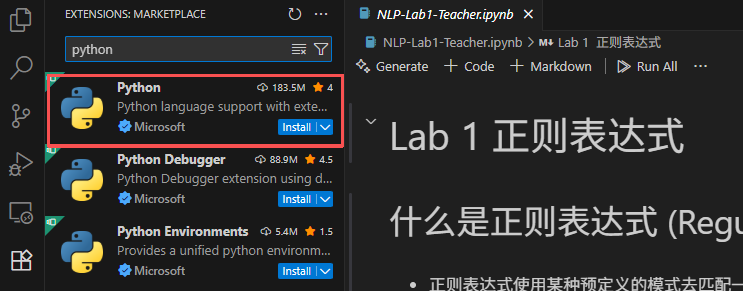 EXTENSIONS: MARKETPLACE
python
Python
183.5M
4
Python language support with exte...
Microsoft
Install
Python Debugger
88.9M
4.5
Python Debugger extension using d...
Microsoft
Install
Python Environments
5.4M
1.5
Provides a unified python environm...
Microsoft
Install
NLP-Lab1-Teacher.ipynb
NLP-Lab1-Teacher.ipynb > M↓ Lab 1 正则表达式
Generate + Code + Markdown Run All ...
Lab 1 正则表达式
什么是正则表达式 (Regu
• 正则表达式使用某种预定义的模式去匹配一